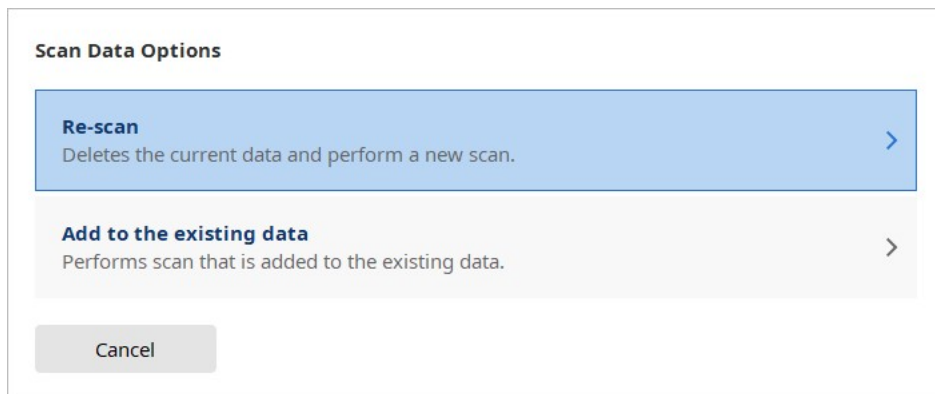 Scan Data Options
Re-scan
Deletes the current data and perform a new scan.
Add to the existing data
Performs scan that is added to the existing data.
Cancel